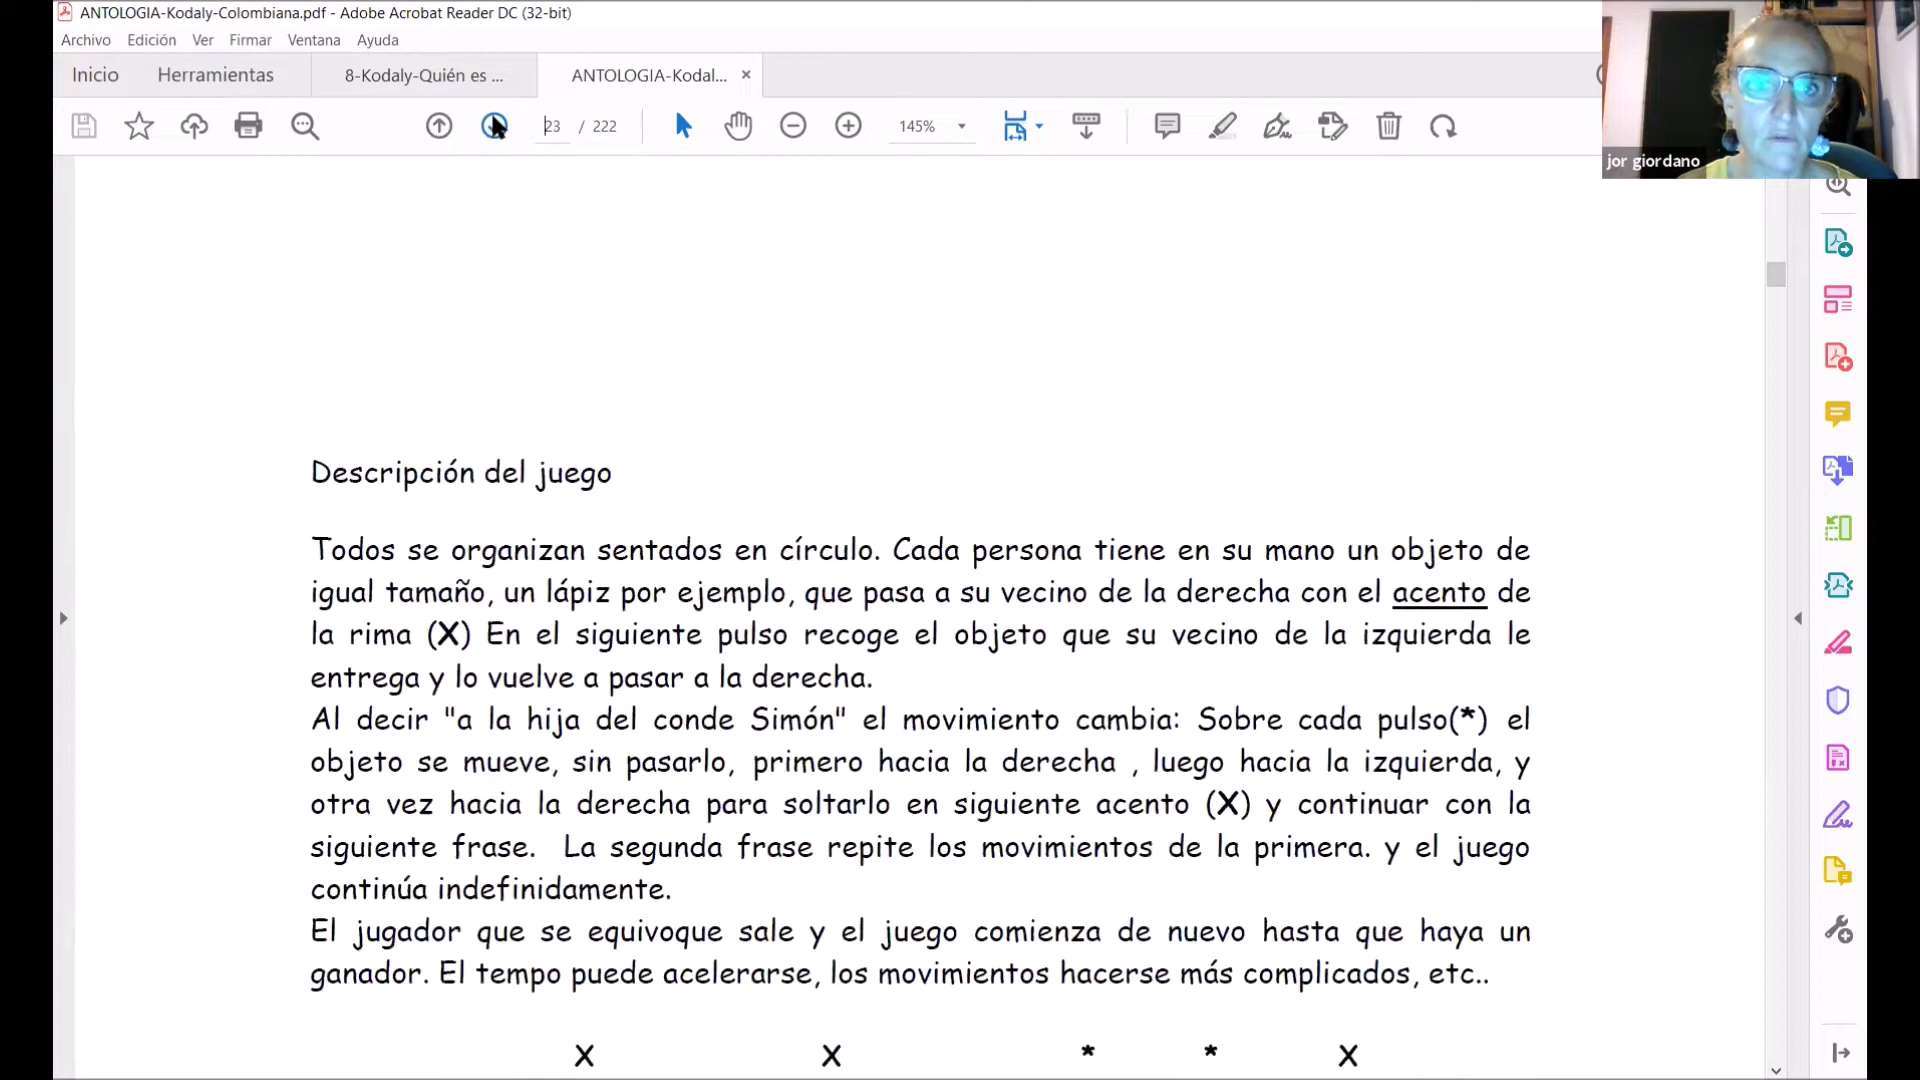 ANTOLOGIA-Kodaly-Colombiana.pdf - Adobe Acrobat Reader DC (32-bit)
Archivo Edición Ver Firmar Ventana Ayuda
Inicio Herramientas 8-Kodaly-Quién es ... ANTOLOGIA-Kodal... ×
23 / 222 145%
jor giordano
Descripción del juego
Todos se organizan sentados en círculo. Cada persona tiene en su mano un objeto de
igual tamaño, un lápiz por ejemplo, que pasa a su vecino de la derecha con el acento de
la rima (X) En el siguiente pulso recoge el objeto que su vecino de la izquierda le
entrega y lo vuelve a pasar a la derecha.
Al decir "a la hija del conde Simón" el movimiento cambia: Sobre cada pulso(*) el
objeto se mueve, sin pasarlo, primero hacia la derecha , luego hacia la izquierda, y
otra vez hacia la derecha para soltarlo en siguiente acento (X) y continuar con la
siguiente frase. La segunda frase repite los movimientos de la primera. y el juego
continúa indefinidamente.
El jugador que se equivoque sale y el juego comienza de nuevo hasta que haya un
ganador. El tempo puede acelerarse, los movimientos hacerse más complicados, etc..
X X * * X